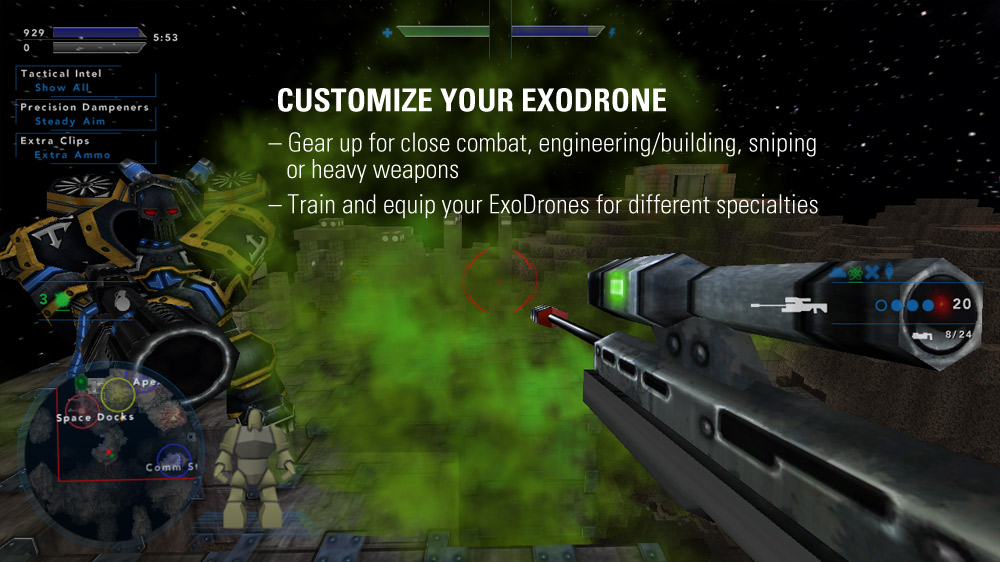 929
0
5:53
Tactical Intel
Show All
Precision Dampeners
Steady Aim
Extra Clips
Extra Ammo
CUSTOMIZE YOUR EXODRONE
– Gear up for close combat, engineering/building, sniping
or heavy weapons
– Train and equip your ExoDrones for different specialties
3
20
8/24
Space Docks